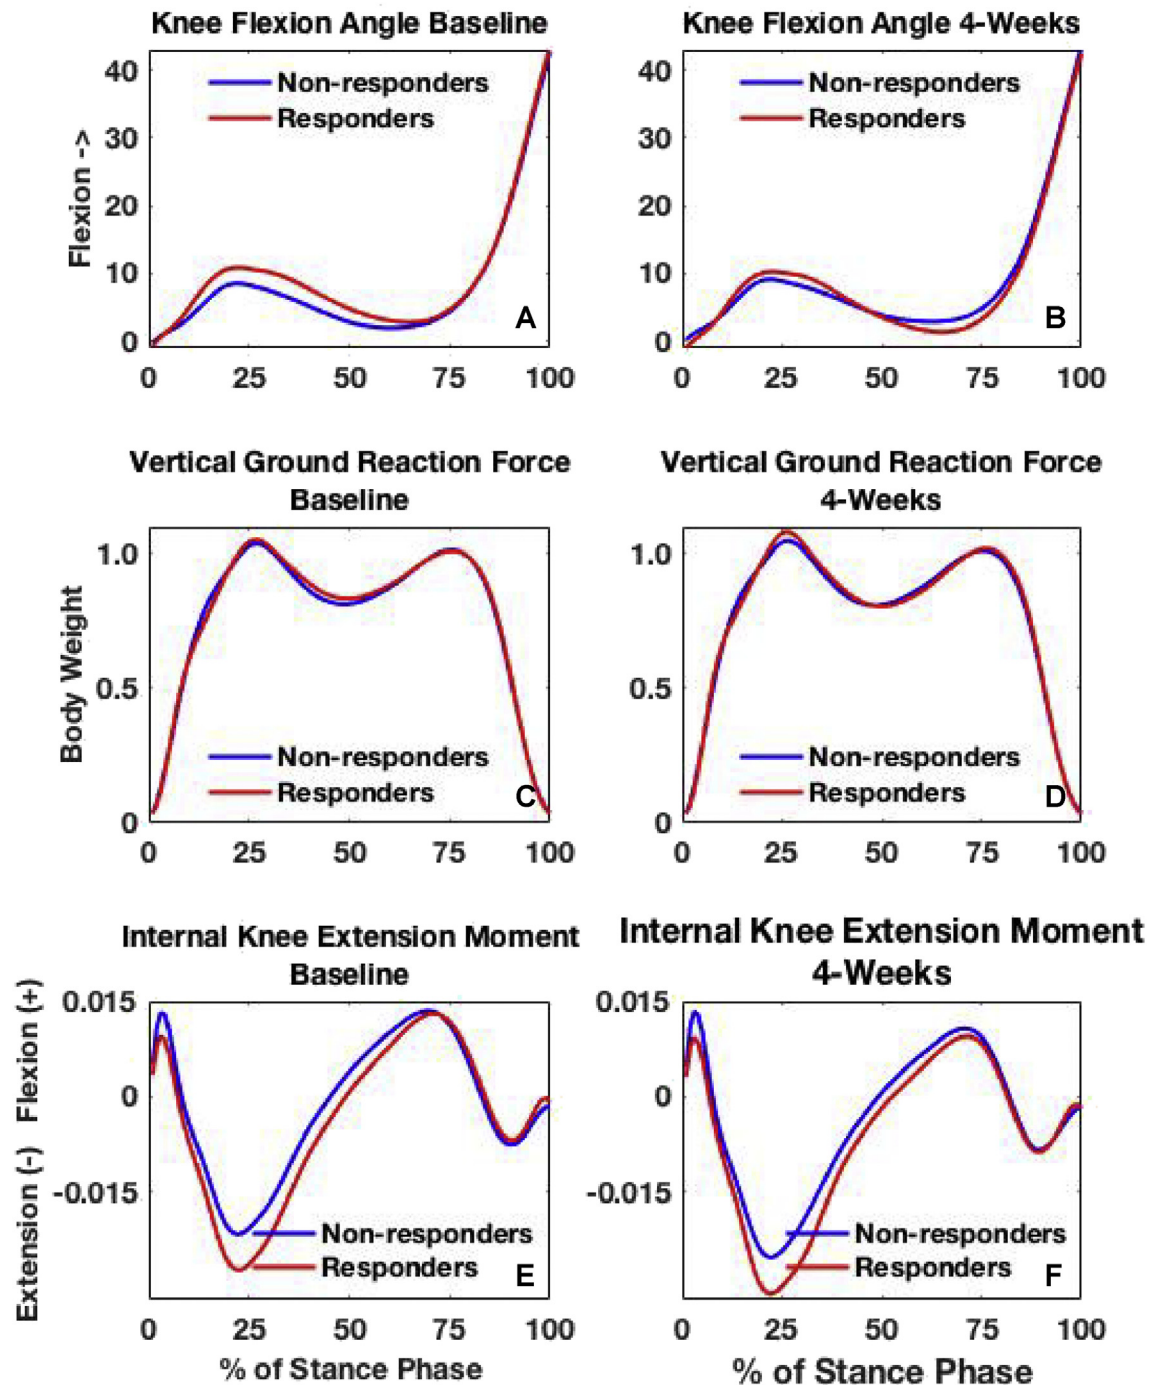 Knee Flexion Angle Baseline
Flexion ->
40
30
20
10
0
Non-responders
Responders
A
0 25 50 75 100
Knee Flexion Angle 4-Weeks
40
30
20
10
0
Non-responders
Responders
B
0 25 50 75 100
Vertical Ground Reaction Force
Baseline
Body Weight
1.0
0.5
0
Non-responders
Responders
C
0 25 50 75 100
Vertical Ground Reaction Force
4-Weeks
1.0
0.5
0
Non-responders
Responders
D
0 25 50 75 100
Internal Knee Extension Moment
Baseline
Extension (-) Flexion (+)
0.015
0
-0.015
Non-responders
Responders
E
0 25 50 75 100
% of Stance Phase
Internal Knee Extension Moment
4-Weeks
0.015
0
-0.015
Non-responders
Responders
F
0 25 50 75 100
% of Stance Phase